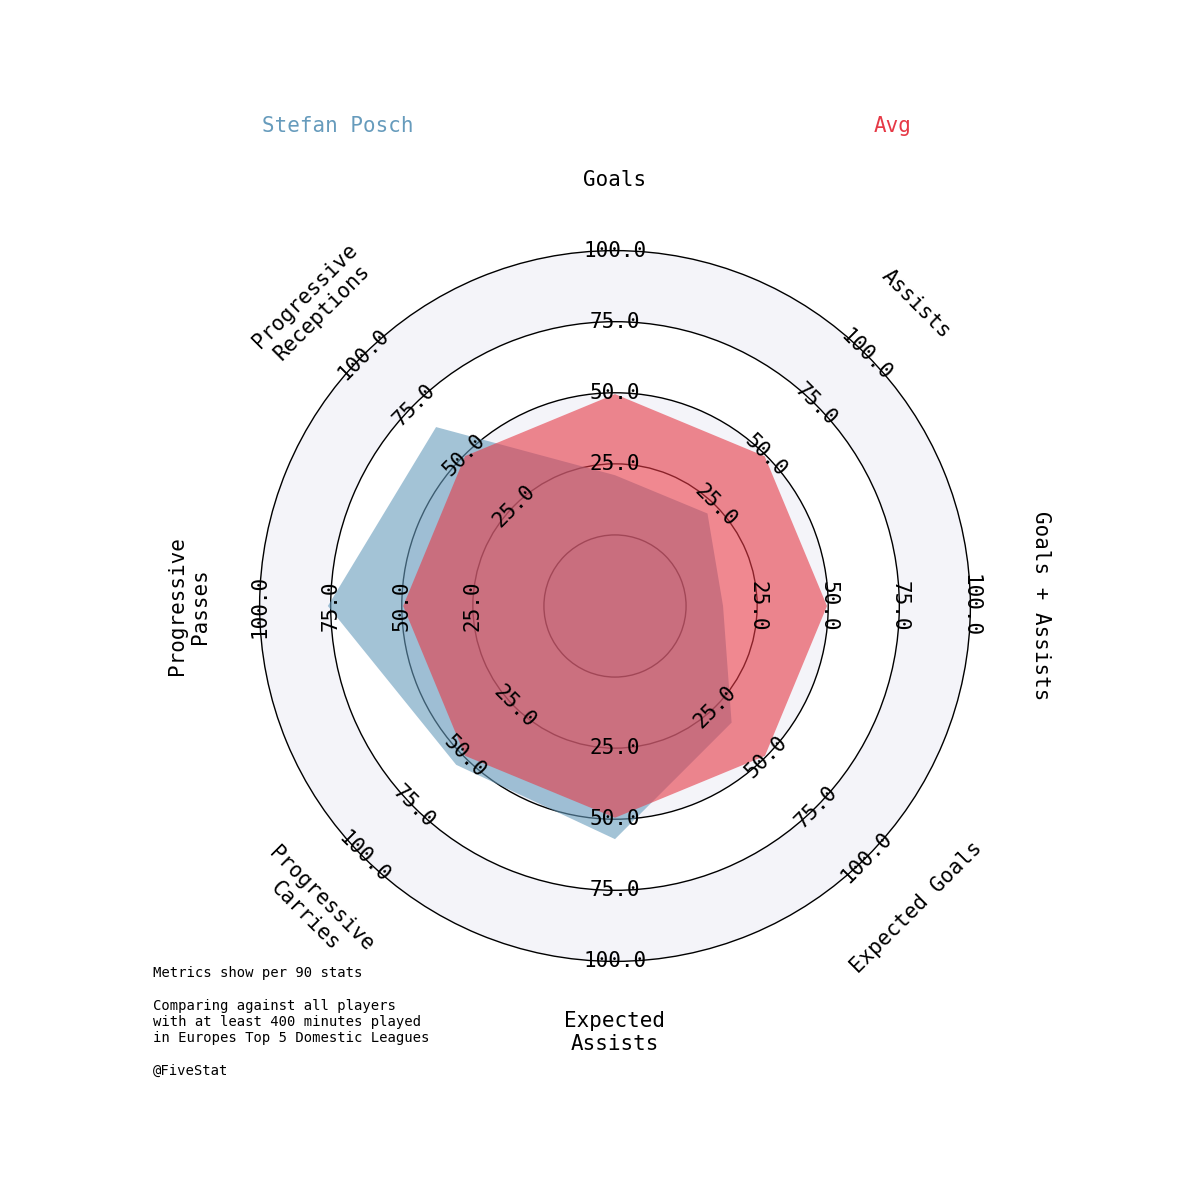 Stefan Posch
Avg
Goals
Assists
Goals + Assists
Expected Goals
Expected
Assists
Progressive
Carries
Progressive
Passes
Progressive
Receptions
25.0
50.0
75.0
100.0
25.0
50.0
75.0
100.0
25.0
50.0
75.0
100.0
25.0
50.0
75.0
100.0
25.0
50.0
75.0
100.0
25.0
50.0
75.0
100.0
25.0
50.0
75.0
100.0
25.0
50.0
75.0
100.0
Metrics show per 90 stats
Comparing against all players
with at least 400 minutes played
in Europes Top 5 Domestic Leagues
@FiveStat